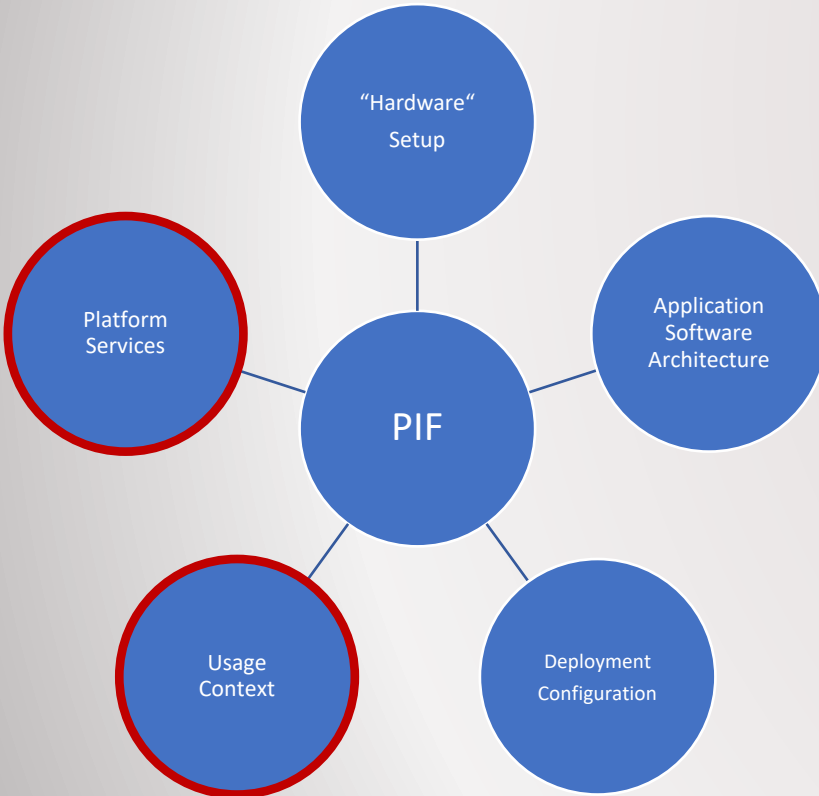 “Hardware“
Setup
Platform
Services
Application
Software
Architecture
PIF
Usage
Context
Deployment
Configuration